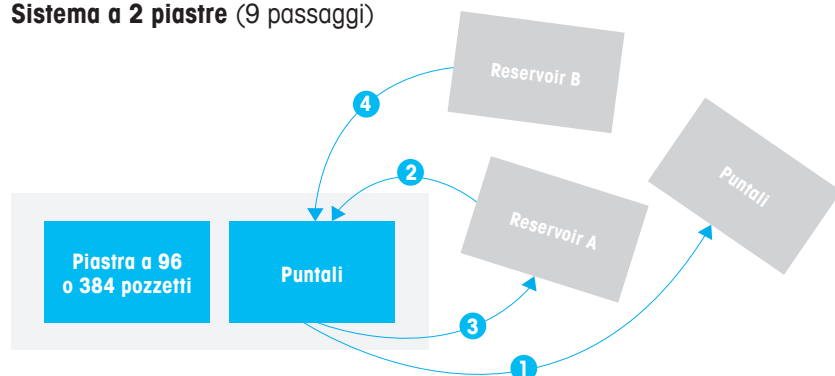 Sistema a 2 piastre (9 passaggi)
Reservoir B
4
Puntali
2
Reservoir A
Piastra a 96
o 384 pozzetti
Puntali
3
1